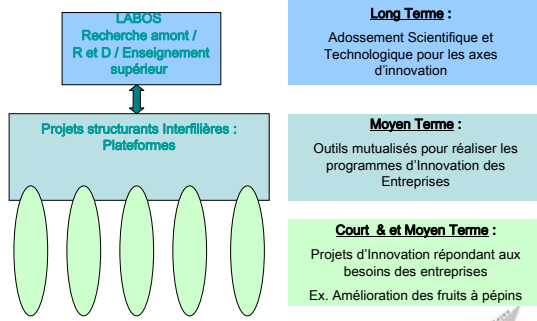 LABOS
Recherche amont /
R et D / Enseignement
supérieur
Long Terme :
Adossement Scientifique et
Technologique pour les axes
d'innovation
Projets structurants Interfilières :
Plateformes
Moyen Terme :
Outils mutualisés pour réaliser les
programmes d'Innovation des
Entreprises
Court & et Moyen Terme :
Projets d'Innovation répondant aux
besoins des entreprises
Ex. Amélioration des fruits à pépins